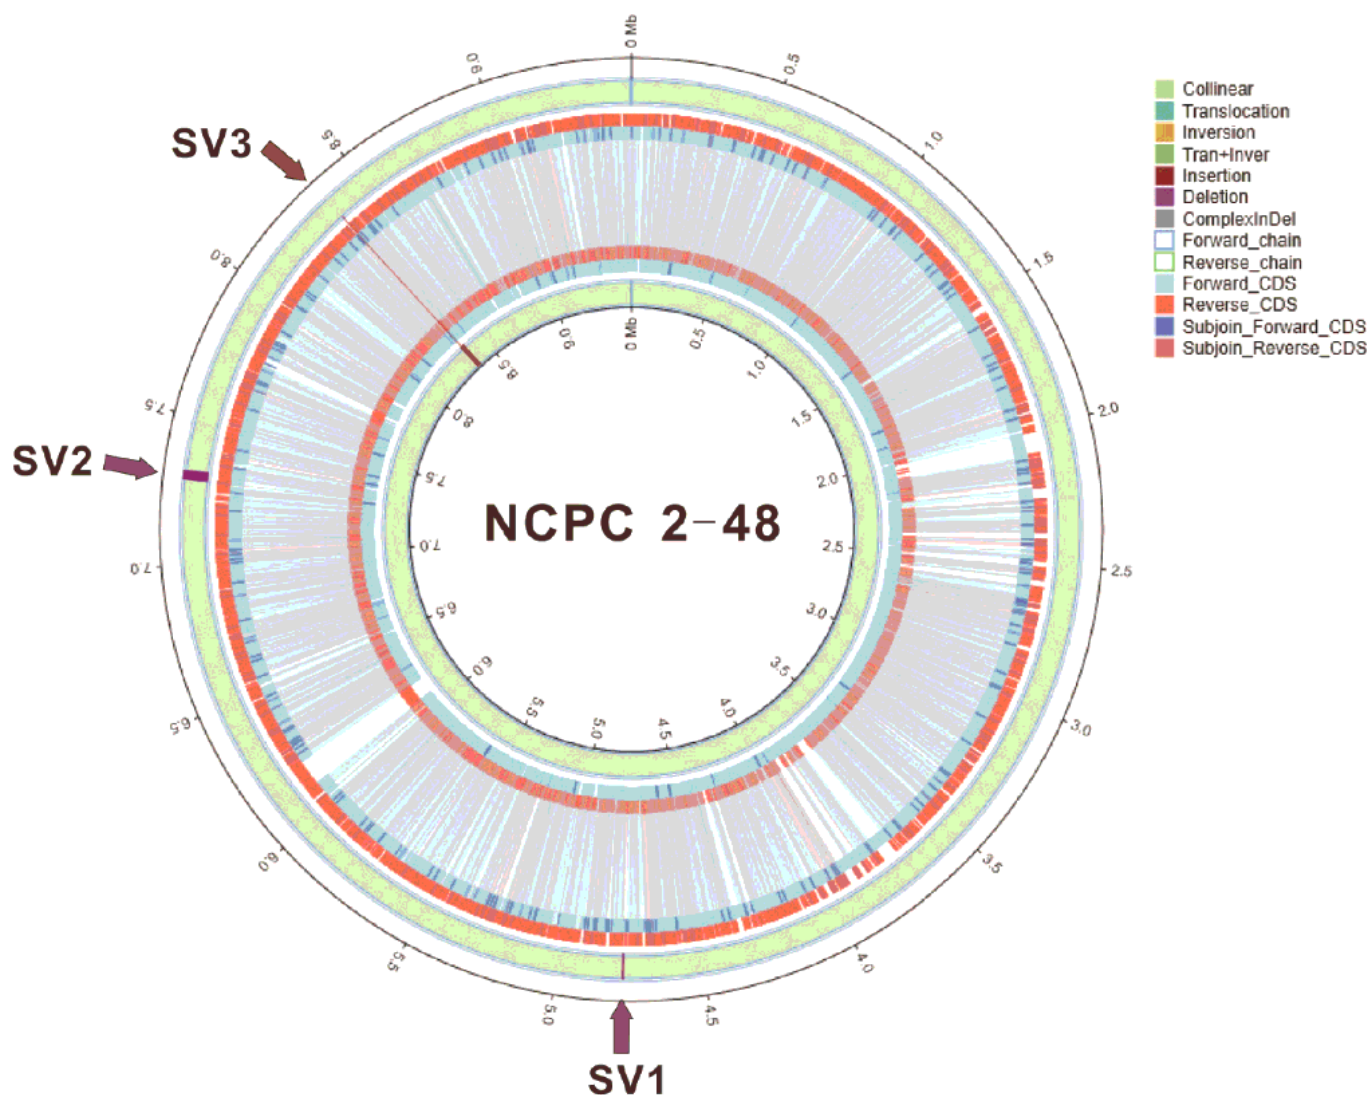 NCPC 2-48
SV1
SV2
SV3
0 Mb
0.5
1.0
1.5
2.0
2.5
3.0
3.5
4.0
4.5
5.0
5.5
6.0
6.5
7.0
7.5
8.0
8.5
9.0
0 Mb
0.5
1.0
1.5
2.0
2.5
3.0
3.5
4.0
4.5
5.0
5.5
6.0
6.5
7.0
7.5
8.0
8.5
9.0
Collinear
Translocation
Inversion
Tran+Inver
Insertion
Deletion
ComplexInDel
Forward_chain
Reverse_chain
Forward_CDS
Reverse_CDS
Subjoin_Forward_CDS
Subjoin_Reverse_CDS